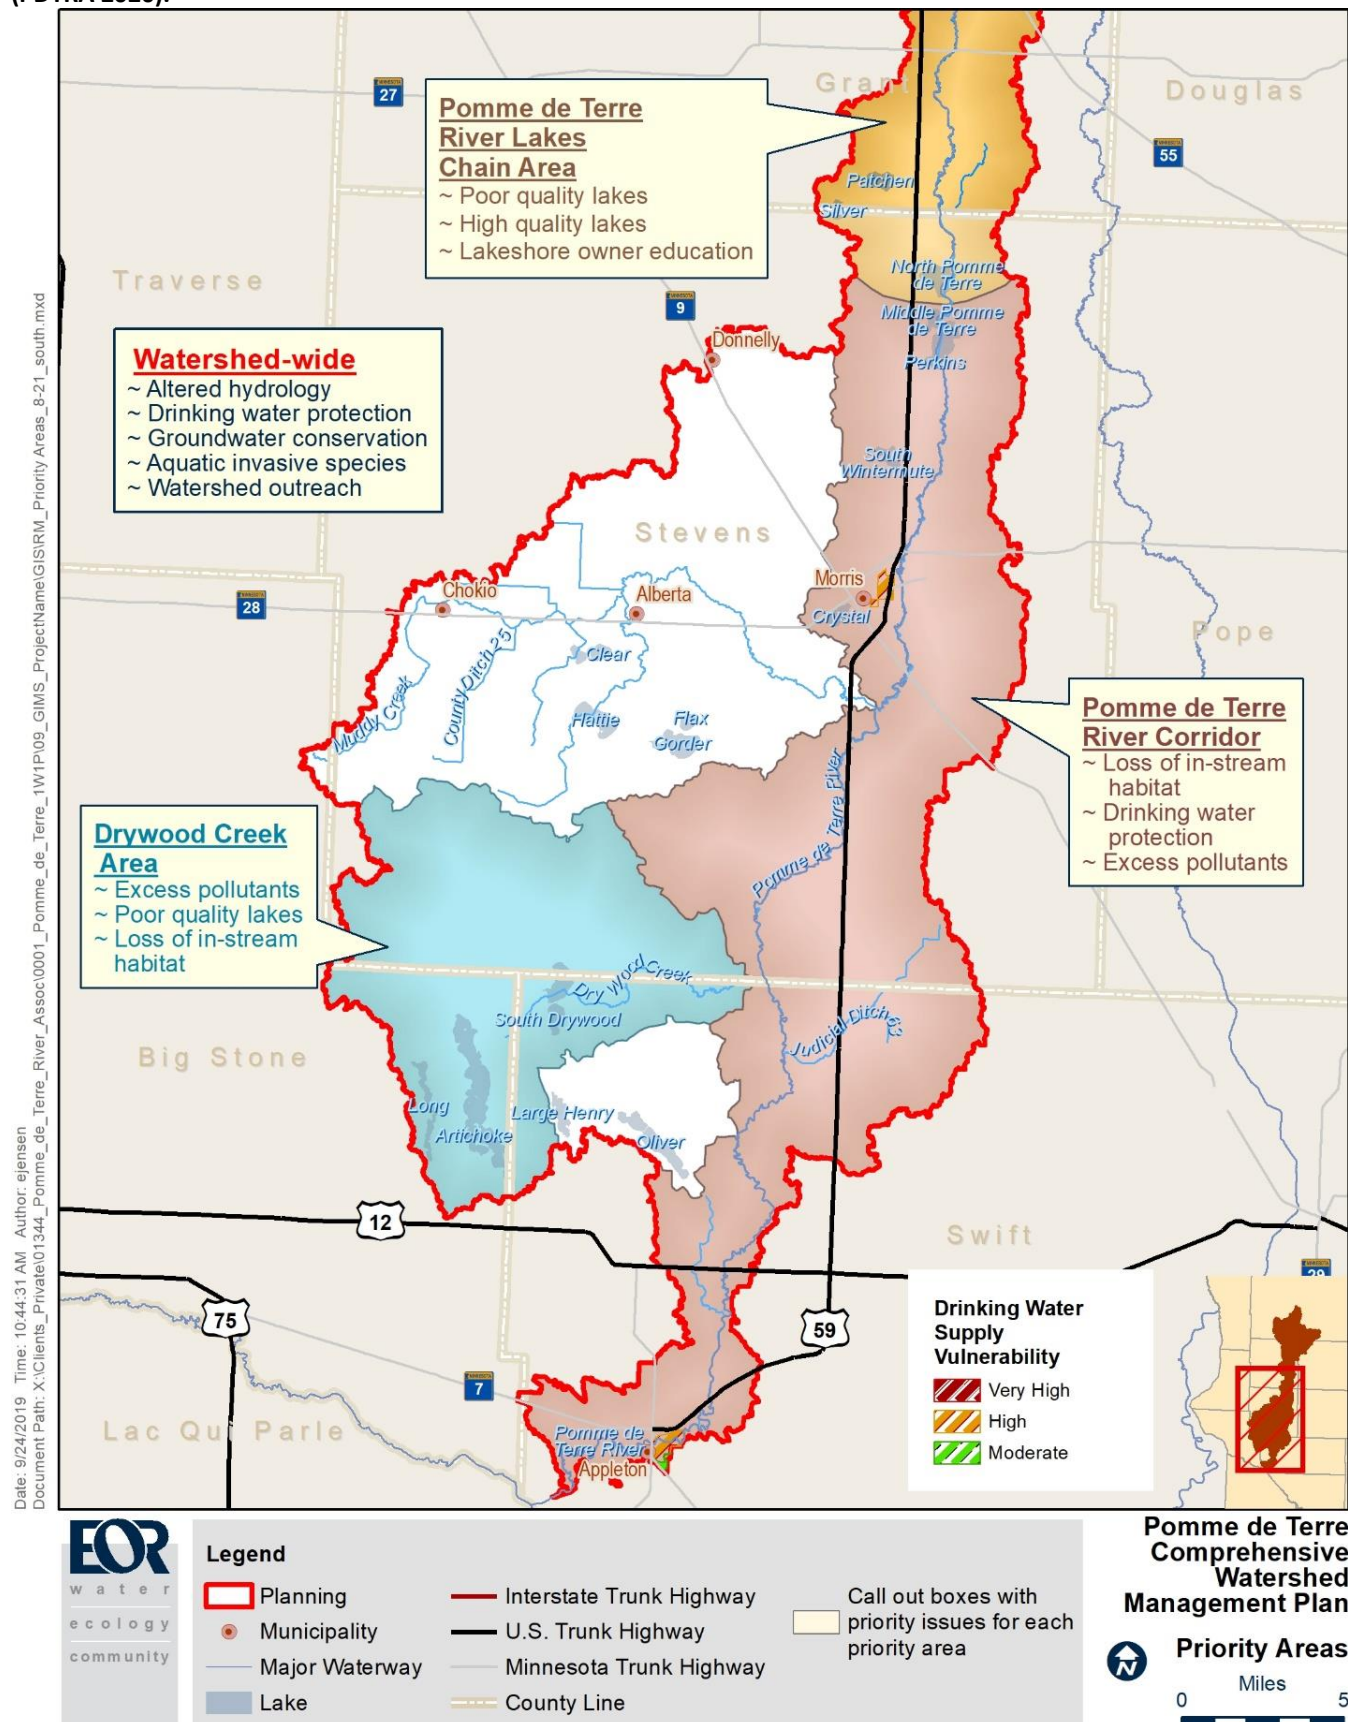 Grant
Douglas
27
55
Pomme de Terre
River Lakes
Chain Area
~ Poor quality lakes
~ High quality lakes
~ Lakeshore owner education
Patchen
Silver
North Pomme
de Terre
Middle Pomme
de Terre
Perkins
Traverse
9
Donnelly
Watershed-wide
~ Altered hydrology
~ Drinking water protection
~ Groundwater conservation
~ Aquatic invasive species
~ Watershed outreach
South
Wintermute
Stevens
Morris
Crystal
Chokio
Alberta
28
Pope
Clear
County Ditch 25
Muddy Creek
Hattie
Flax
Gorder
Pomme de Terre
River Corridor
~ Loss of in-stream
habitat
~ Drinking water
protection
~ Excess pollutants
Pomme de Terre River
Drywood Creek
Area
~ Excess pollutants
~ Poor quality lakes
~ Loss of in-stream
habitat
Dry Wood Creek
South Drywood
Judicial Ditch 63
Big Stone
Long
Artichoke
Large Henry
Oliver
12
Swift
29
75
59
7
Lac Qui Parle
Pomme de
Terre River
Appleton
Drinking Water
Supply
Vulnerability
Very High
High
Moderate
Date: 9/24/2019 Time: 10:44:31 AM Author: ejensen
Document Path: X:\Clients_Private\01344_Pomme_de_Terre_River_Assoc\0001_Pomme_de_Terre_1W1P\09_GIMS_ProjectName\GIS\RM_Priority Areas_8-21_south.mxd
EOR
water
ecology
community
Legend
Planning
Municipality
Major Waterway
Lake
Interstate Trunk Highway
U.S. Trunk Highway
Minnesota Trunk Highway
County Line
Call out boxes with
priority issues for each
priority area
Pomme de Terre
Comprehensive
Watershed
Management Plan
N
Priority Areas
Miles
0 5